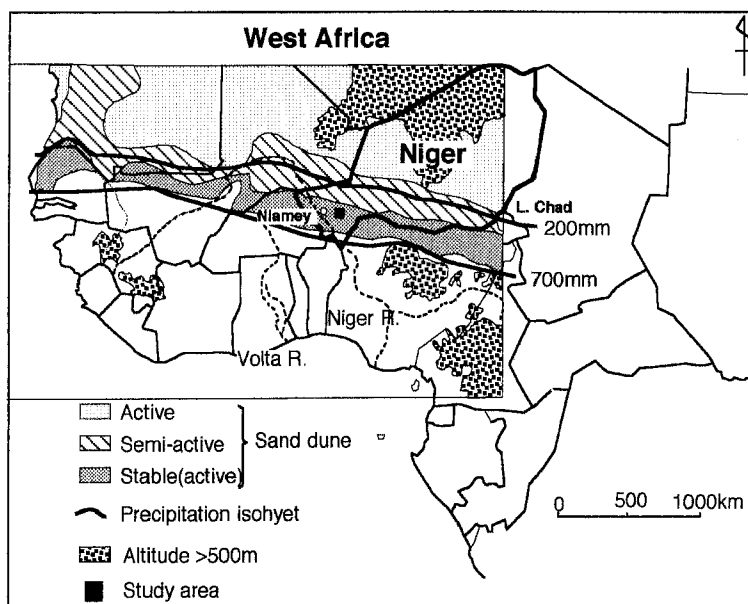 West Africa
Niger
L. Chad
200mm
Niamey
700mm
Niger R.
Volta R.
Active
Semi-active
Sand dune
Stable(active)
Precipitation isohyet
0 500 1000km
Altitude >500m
Study area